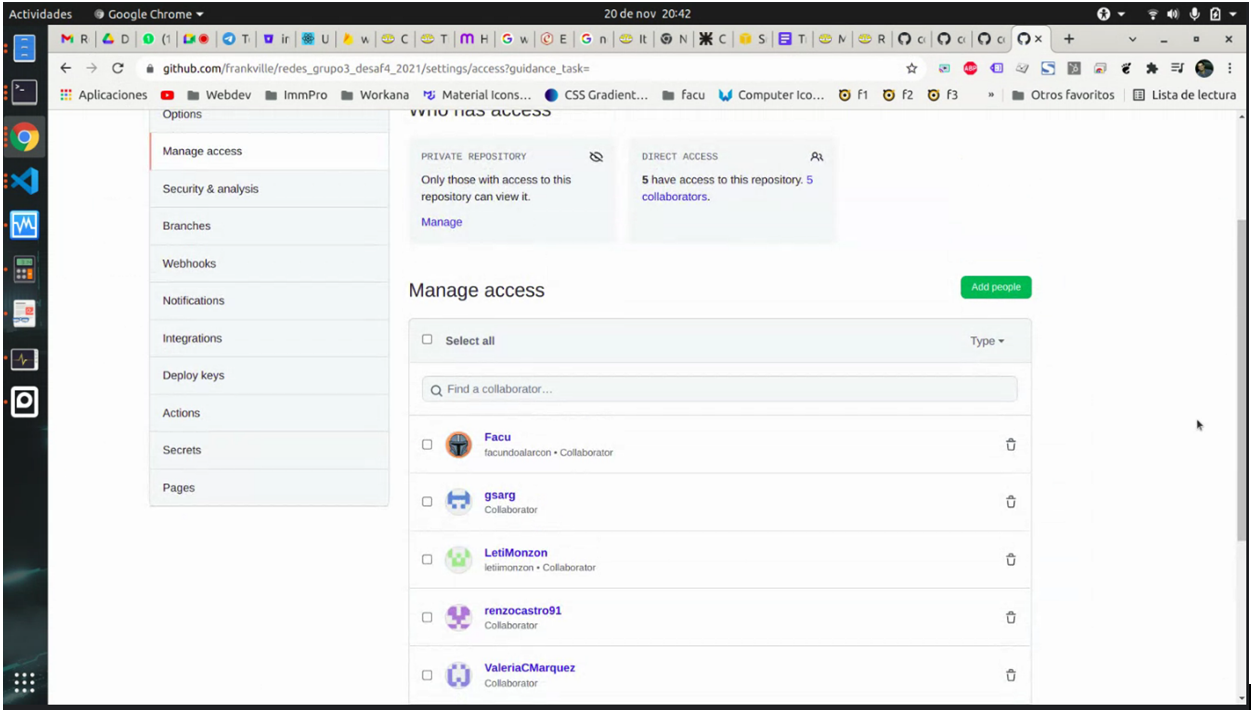 Actividades Google Chrome 20 de nov 20:42
M R D (1 T ir U w C T H G w E G n It N C S T M R
github.com/frankville/redes_grupo3_desaf4_2021/settings/access?guidance_task=
Aplicaciones Webdev ImmPro Workana Material Icons... CSS Gradient... facu Computer Ico... f1 f2 f3 » Otros favoritos Lista de lectura
Options
Manage access
Security & analysis
Branches
Webhooks
Notifications
Integrations
Deploy keys
Actions
Secrets
Pages
Who has access
PRIVATE REPOSITORY
Only those with access to this
repository can view it.
Manage
DIRECT ACCESS
5 have access to this repository. 5
collaborators.
Manage access
Add people
Select all
Type
Find a collaborator...
Facu
facundoalarcon • Collaborator
gsarg
Collaborator
LetiMonzon
letiimonzon • Collaborator
renzocastro91
Collaborator
ValeriaCMarquez
Collaborator